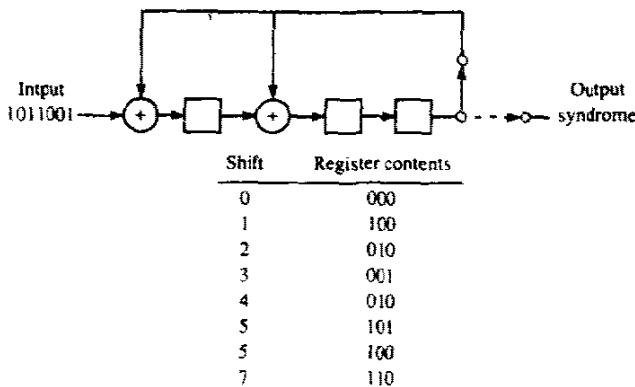 Intput
1011001
+
+
Output
syndrome
Shift Register contents
0 000
1 100
2 010
3 001
4 010
5 101
5 100
7 110